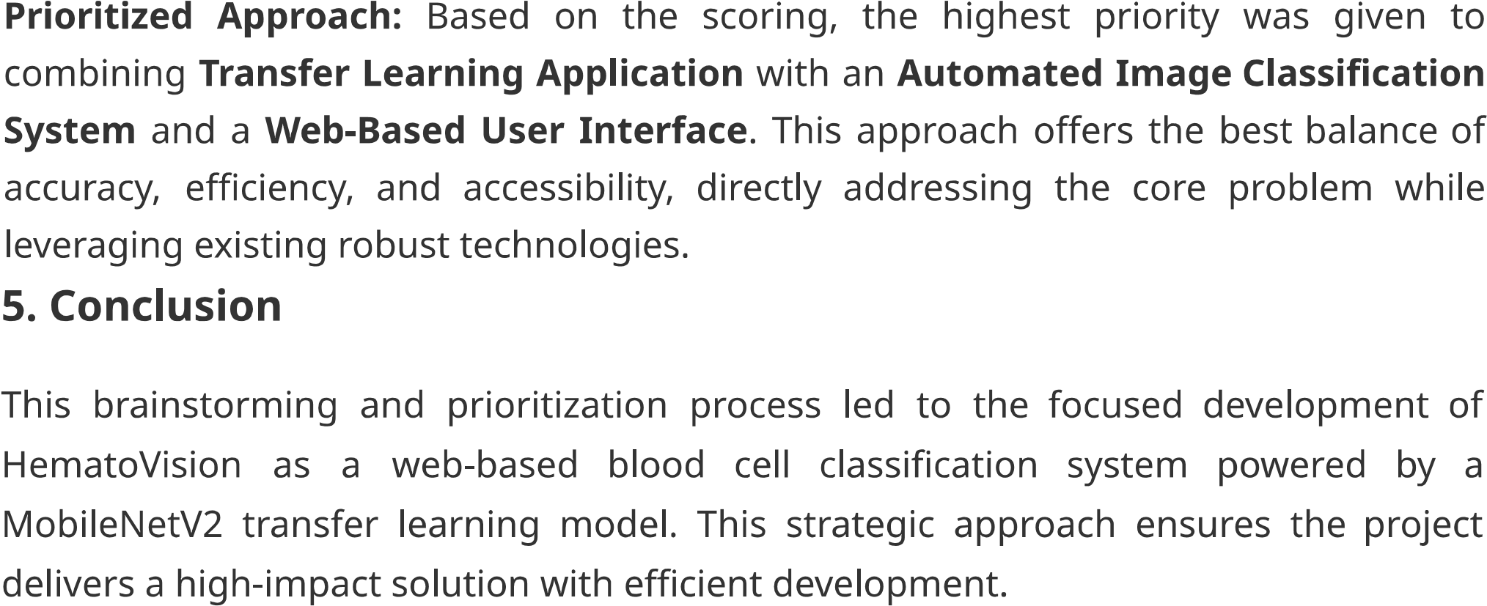 Prioritized Approach: Based on the scoring, the highest priority was given to
combining Transfer Learning Application with an Automated Image Classification
System and a Web-Based User Interface. This approach offers the best balance of
accuracy, efficiency, and accessibility, directly addressing the core problem while
leveraging existing robust technologies.
5. Conclusion
This brainstorming and prioritization process led to the focused development of
HematoVision as a web-based blood cell classification system powered by a
MobileNetV2 transfer learning model. This strategic approach ensures the project
delivers a high-impact solution with efficient development.